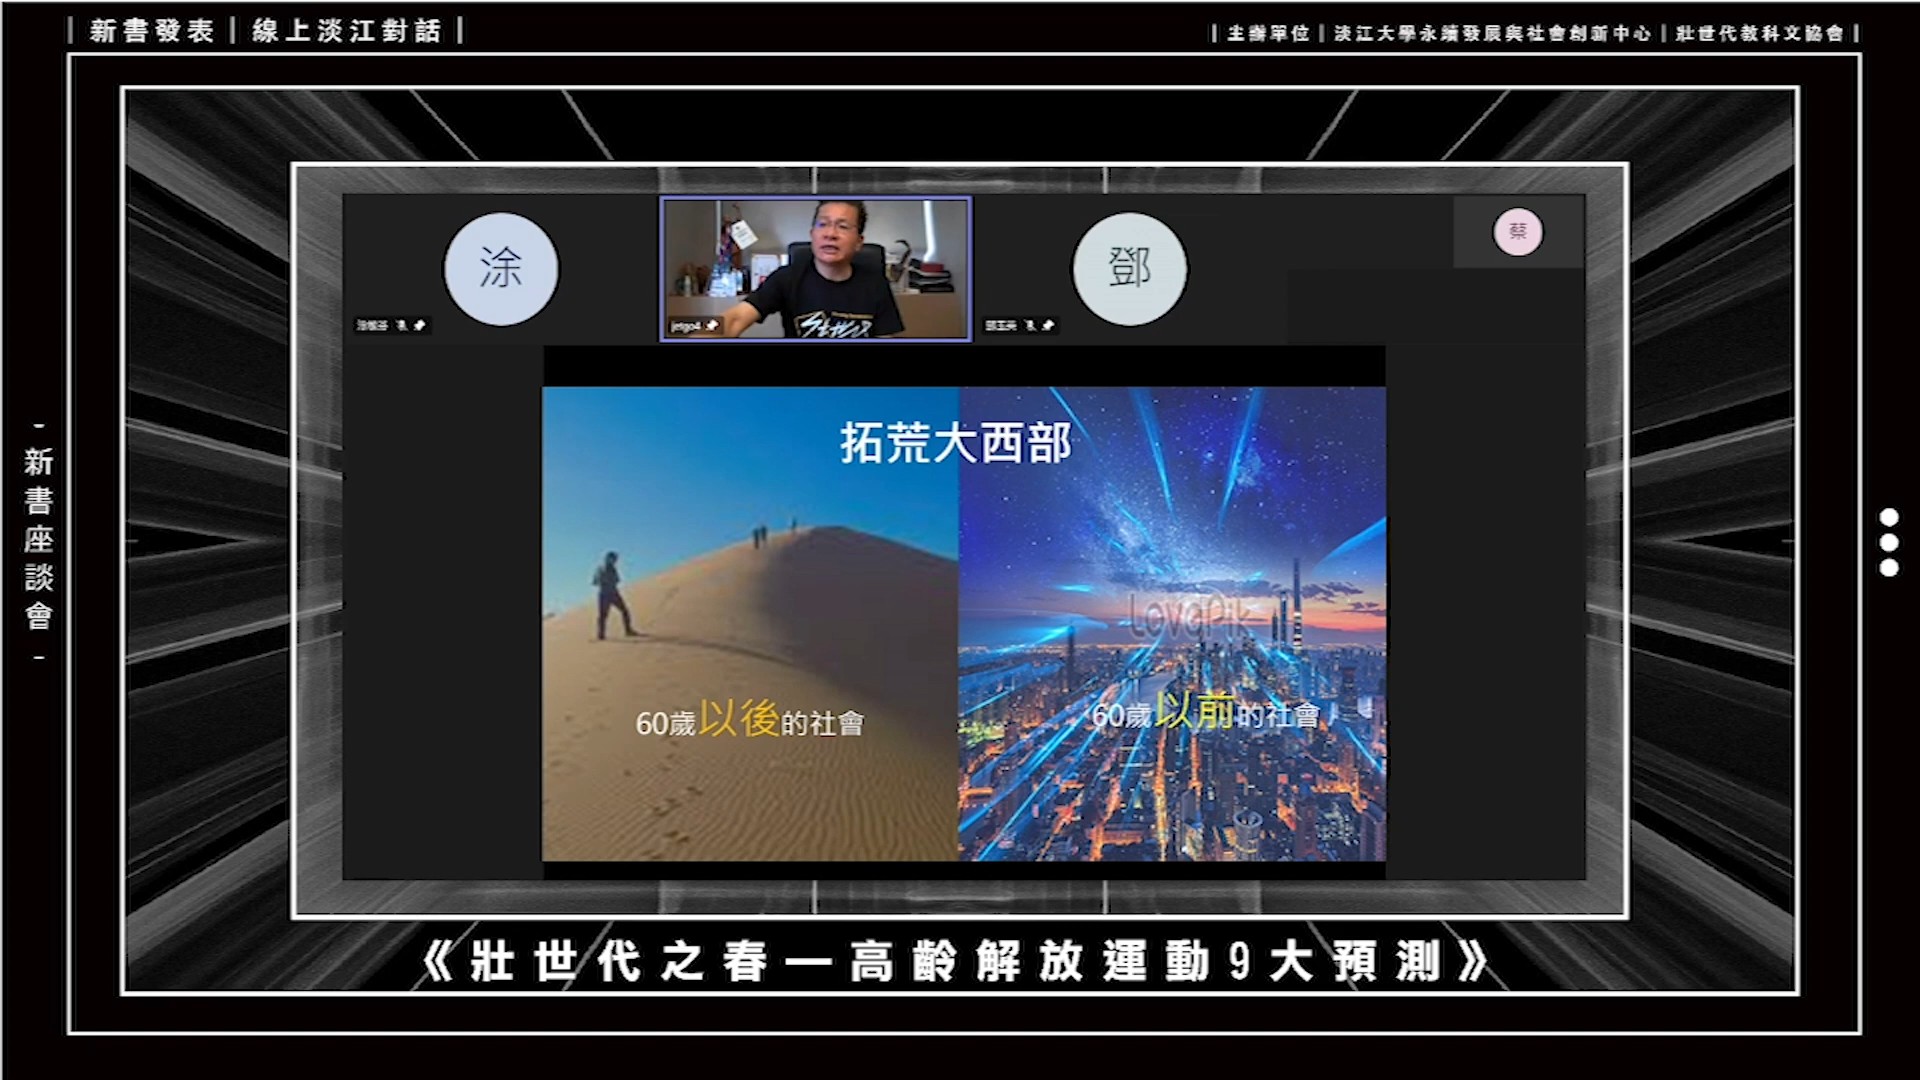 | 新書發表 | 線上淡江對話 |
| 主辦單位 | 淡江大學永續發展與社會創新中心 | 壯世代教科文協會 |
- 新書座談會 -
涂
鄧
蔡
jetgo4
拓荒大西部
LovePik
60歲以後的社會
60歲以前的社會
《壯世代之春—高齡解放運動9大預測》